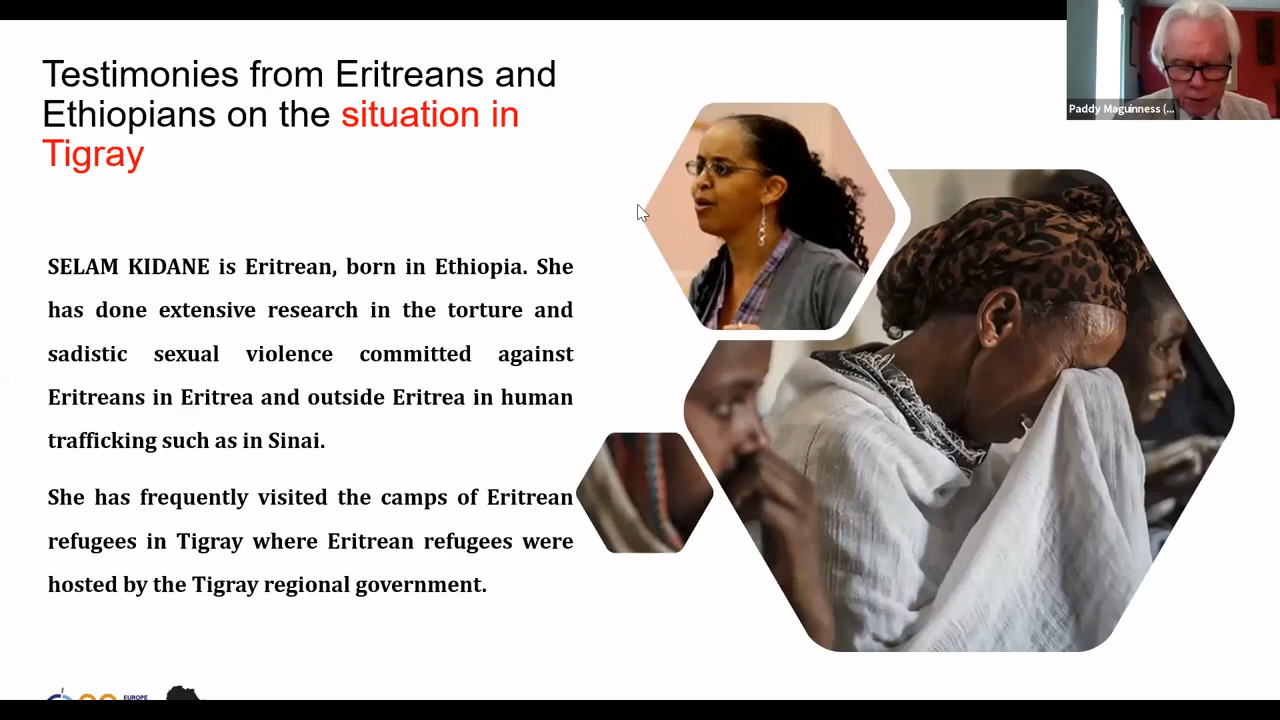 Testimonies from Eritreans and
Ethiopians on the situation in
Tigray
Paddy Maguinness (...
SELAM KIDANE is Eritrean, born in Ethiopia. She
has done extensive research in the torture and
sadistic sexual violence committed against
Eritreans in Eritrea and outside Eritrea in human
trafficking such as in Sinai.
She has frequently visited the camps of Eritrean
refugees in Tigray where Eritrean refugees were
hosted by the Tigray regional government.
EUROPE